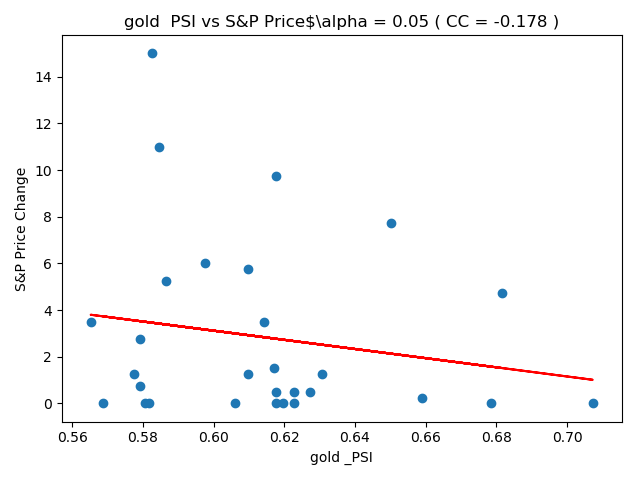 gold  PSI vs S&P Price$\alpha = 0.05 ( CC = -0.178 )
S&P Price Change
14
12
10
8
6
4
2
0
0.56 0.58 0.60 0.62 0.64 0.66 0.68 0.70
gold _PSI